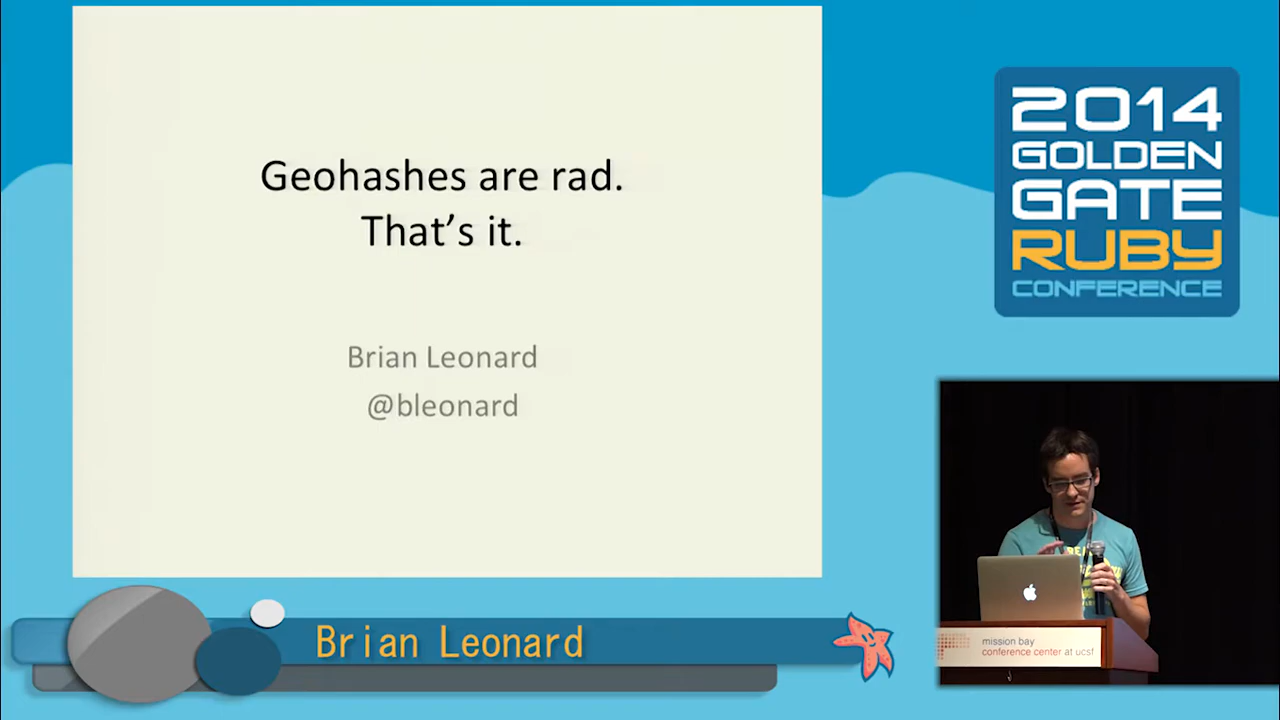 Geohashes are rad.
That’s it.
Brian Leonard
@bleonard
2014
GOLDEN
GATE
RUBY
CONFERENCE
Brian Leonard
mission bay
conference center at ucsf